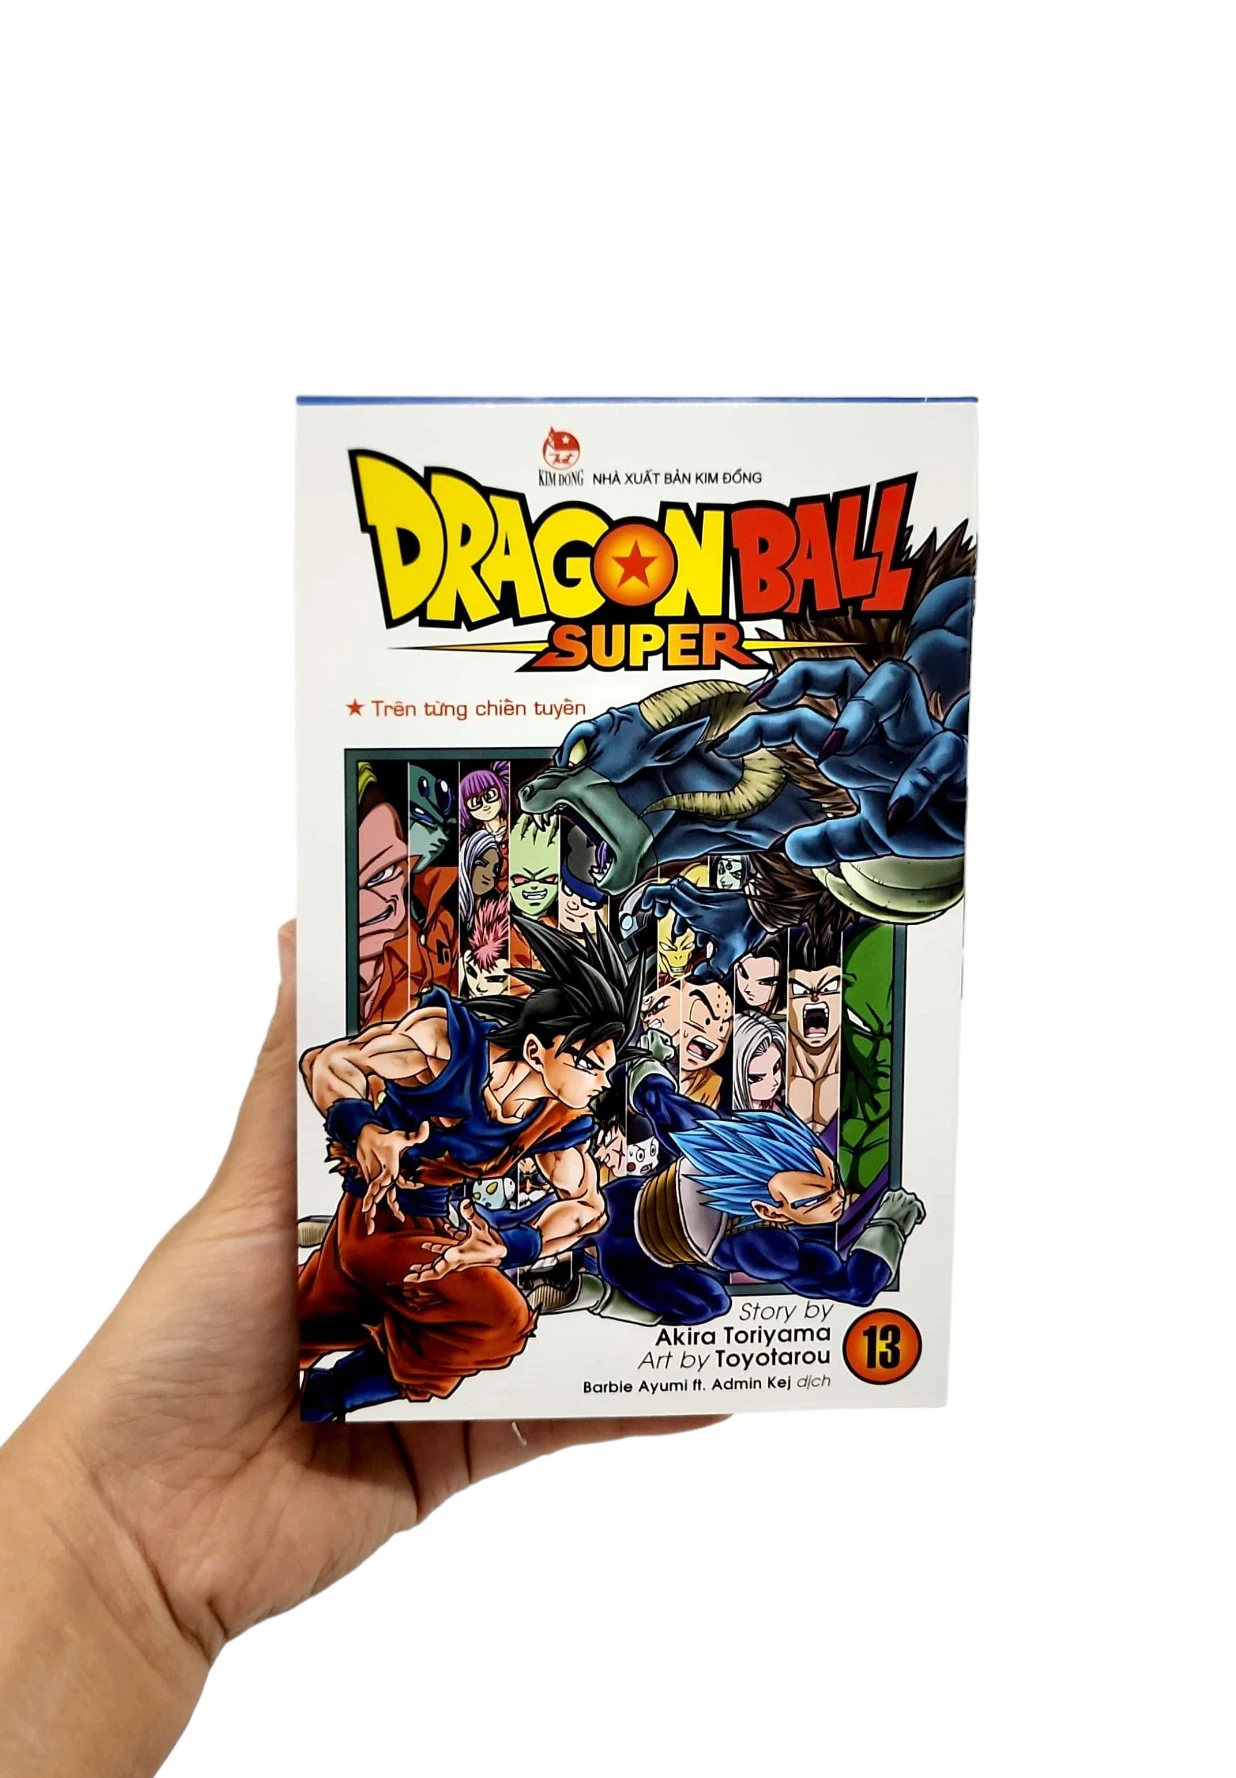 KIM ĐỒNG NHÀ XUẤT BẢN KIM ĐỒNG
DRAGON BALL
SUPER
★ Trên từng chiến tuyến
Story by
Akira Toriyama
Art by Toyotarou
13
Barbie Ayumi ft. Admin Kej dịch